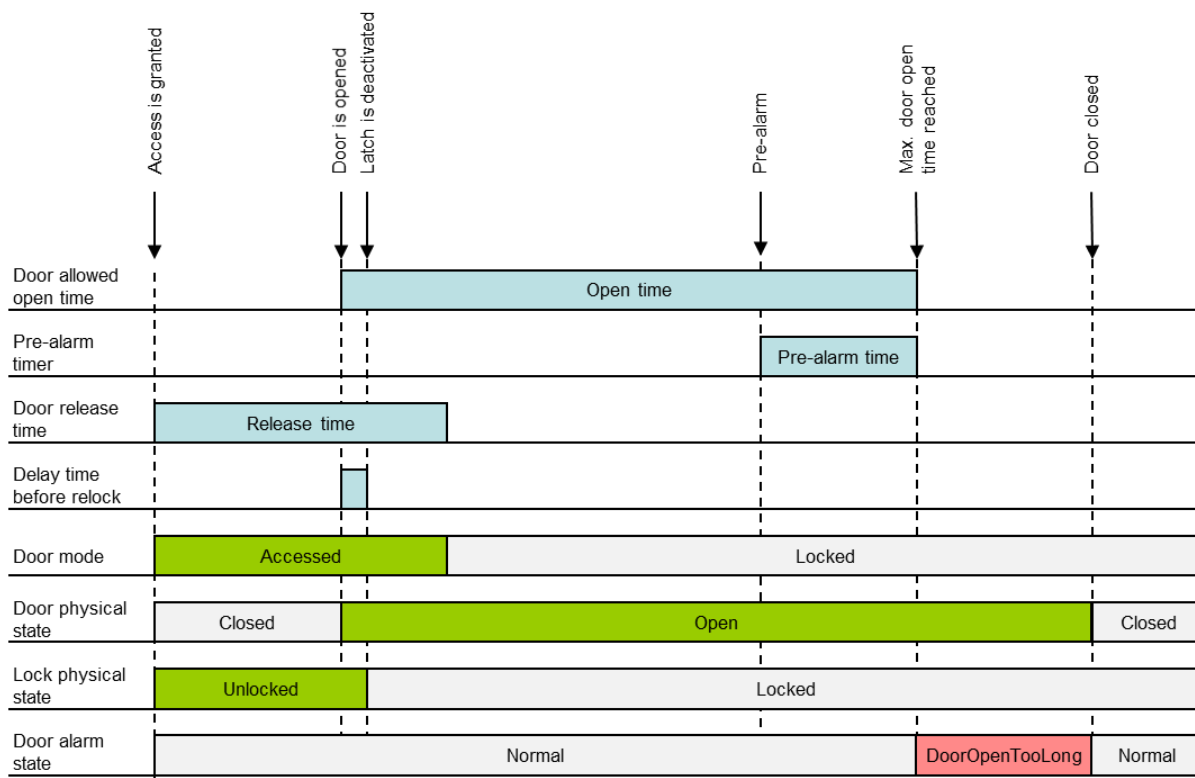 Access is granted
Door is opened
Latch is deactivated
Pre-alarm
Max. door open
time reached
Door closed
Door allowed
open time
Open time
Pre-alarm
timer
Pre-alarm time
Door release
time
Release time
Delay time
before relock
Door mode
Accessed
Locked
Door physical
state
Closed
Open
Closed
Lock physical
state
Unlocked
Locked
Door alarm
state
Normal
DoorOpenTooLong
Normal